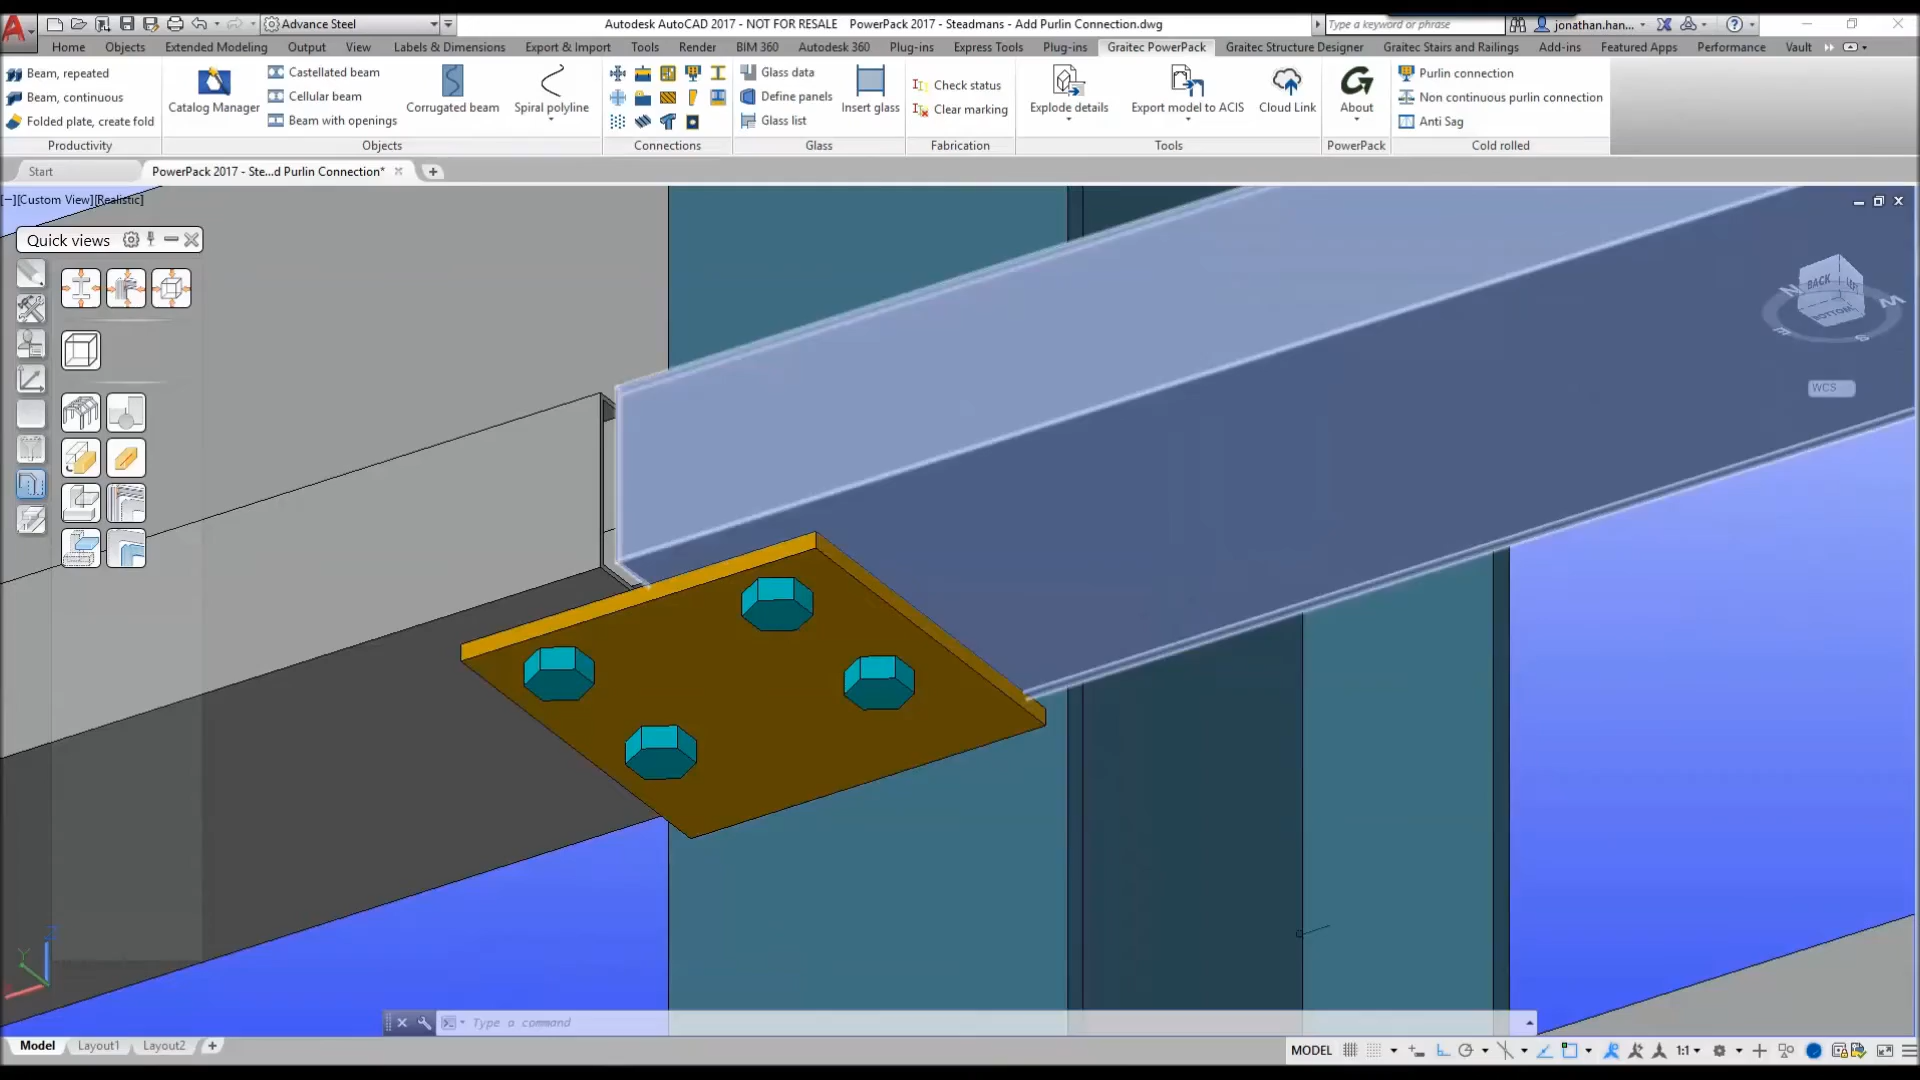 Advance Steel
Autodesk AutoCAD 2017 - NOT FOR RESALE PowerPack 2017 - Steadmans - Add Purlin Connection.dwg
Type a keyword or phrase
jonathan.han...
Home Objects Extended Modeling Output View Labels & Dimensions Export & Import Tools Render BIM 360 Autodesk 360 Plug-ins Express Tools Plug-ins Graitec PowerPack Graitec Structure Designer Graitec Stairs and Railings Add-ins Featured Apps Performance Vault
Beam, repeated
Beam, continuous
Folded plate, create fold
Productivity
Catalog Manager
Castellated beam
Cellular beam
Beam with openings
Corrugated beam
Spiral polyline
Objects
Connections
Glass data
Define panels
Glass list
Insert glass
Glass
Check status
Clear marking
Fabrication
Explode details
Export model to ACIS
Cloud Link
Tools
About
PowerPack
Purlin connection
Non continuous purlin connection
Anti Sag
Cold rolled
Start
PowerPack 2017 - Ste...d Purlin Connection*
[−][Custom View][Realistic]
Quick views
BACK
BOTTOM
WCS
Type a command
Model Layout1 Layout2
MODEL
1:1